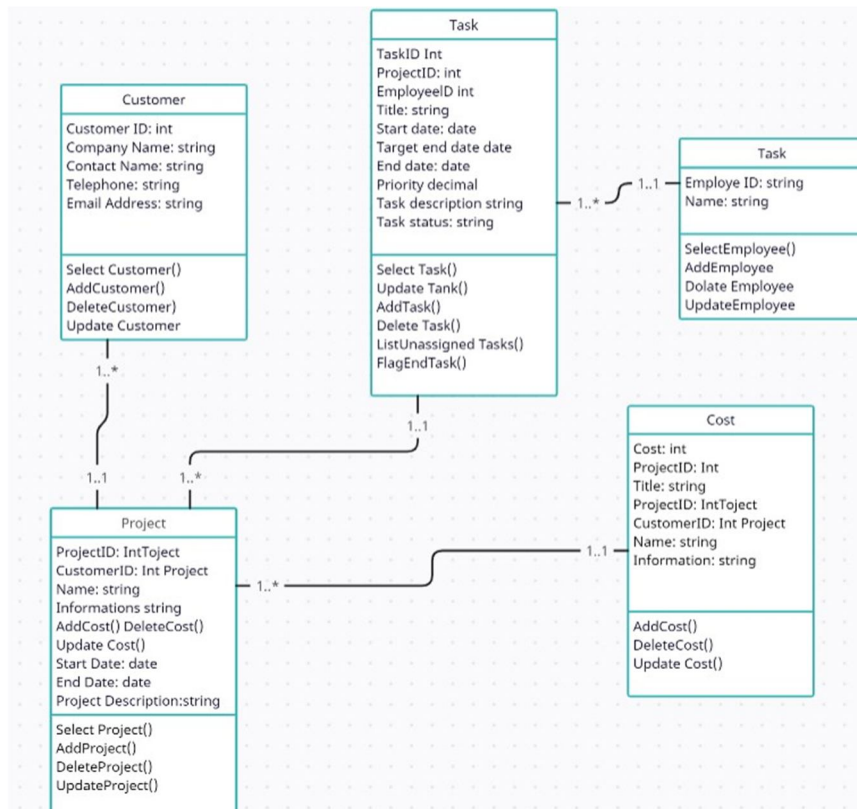 Task
TaskID Int
ProjectID: int
EmployeelD int
Title: string
Start date: date
Target end date date
End date: date
Priority decimal
Task description string
Task status: string
Select Task()
Update Tank()
AddTask()
Delete Task()
ListUnassigned Tasks()
FlagEndTask()
Customer
Customer ID: int
Company Name: string
Contact Name: string
Telephone: string
Email Address: string
Select Customer()
AddCustomer()
DeleteCustomer)
Update Customer
Task
Employe ID: string
Name: string
SelectEmployee()
AddEmployee
Dolate Employee
UpdateEmployee
1..*
1..1
1..*
1..1
1..1
1..*
Cost
Cost: int
ProjectID: Int
Title: string
ProjectID: IntToject
CustomerID: Int Project
Name: string
Information: string
AddCost()
DeleteCost()
Update Cost()
Project
ProjectID: IntToject
CustomerID: Int Project
Name: string
Informations string
AddCost() DeleteCost()
Update Cost()
Start Date: date
End Date: date
Project Description:string
Select Project()
AddProject()
DeleteProject()
UpdateProject()
1..*
1..1